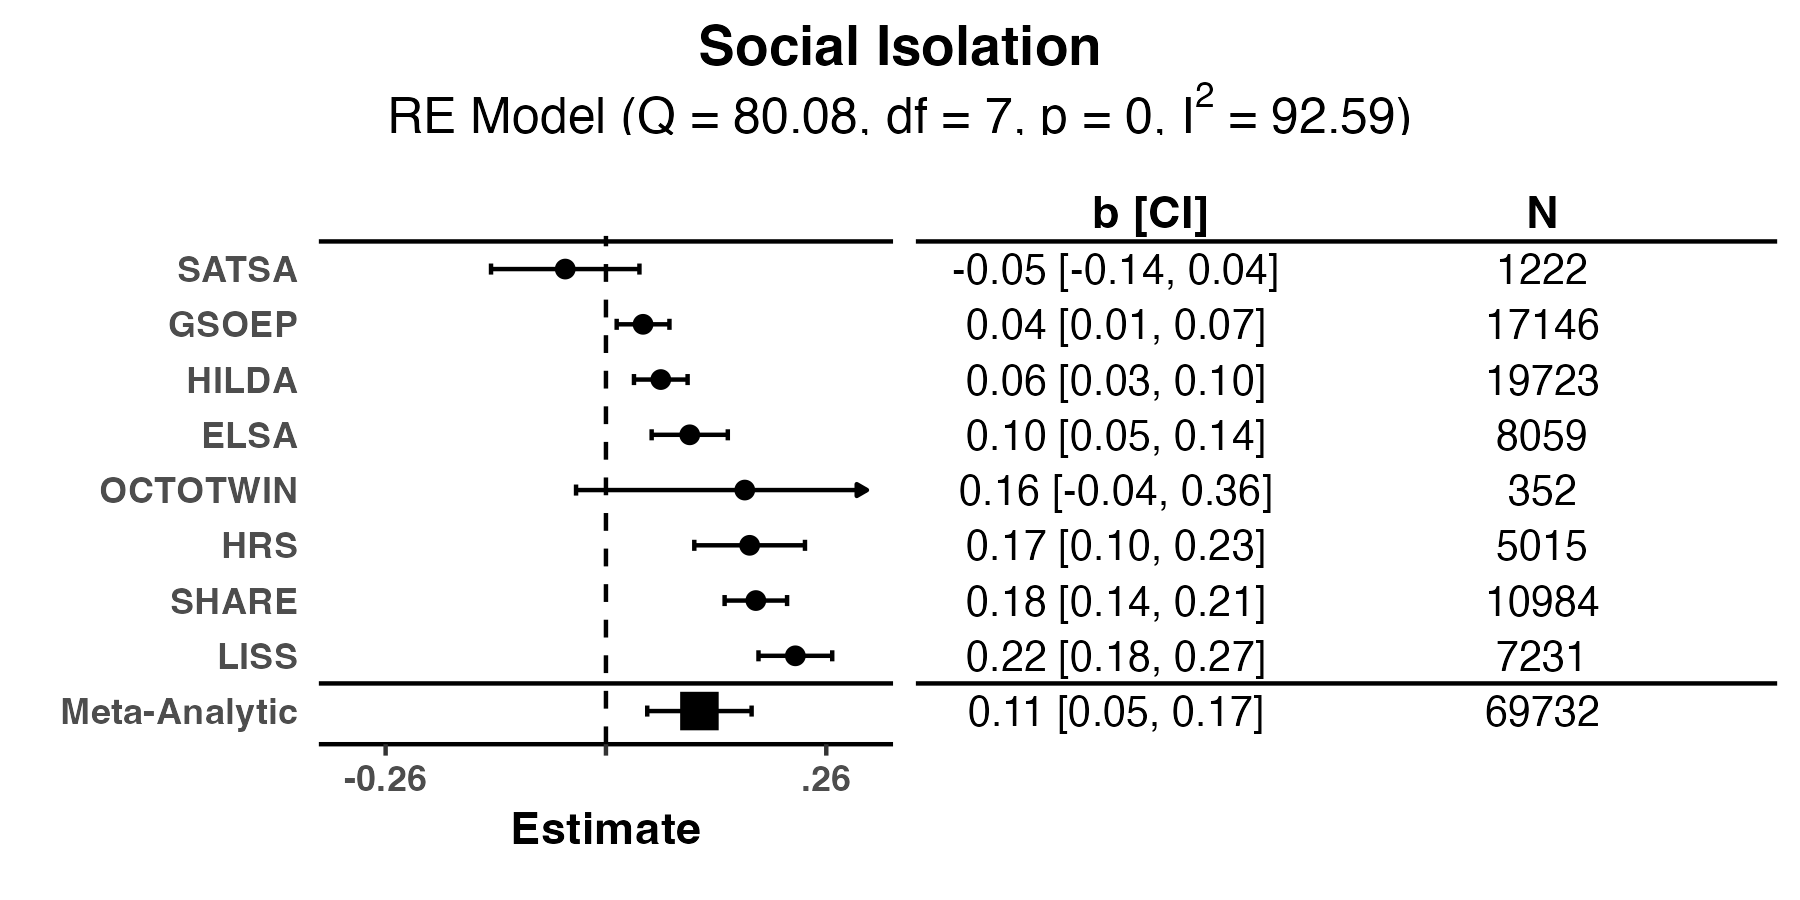 Social Isolation
RE Model (Q = 80.08, df = 7, p = 0, I² = 92.59)
b [CI] N
SATSA -0.05 [-0.14, 0.04] 1222
GSOEP 0.04 [0.01, 0.07] 17146
HILDA 0.06 [0.03, 0.10] 19723
ELSA 0.10 [0.05, 0.14] 8059
OCTOTWIN 0.16 [-0.04, 0.36] 352
HRS 0.17 [0.10, 0.23] 5015
SHARE 0.18 [0.14, 0.21] 10984
LISS 0.22 [0.18, 0.27] 7231
Meta-Analytic 0.11 [0.05, 0.17] 69732
-0.26 .26
Estimate